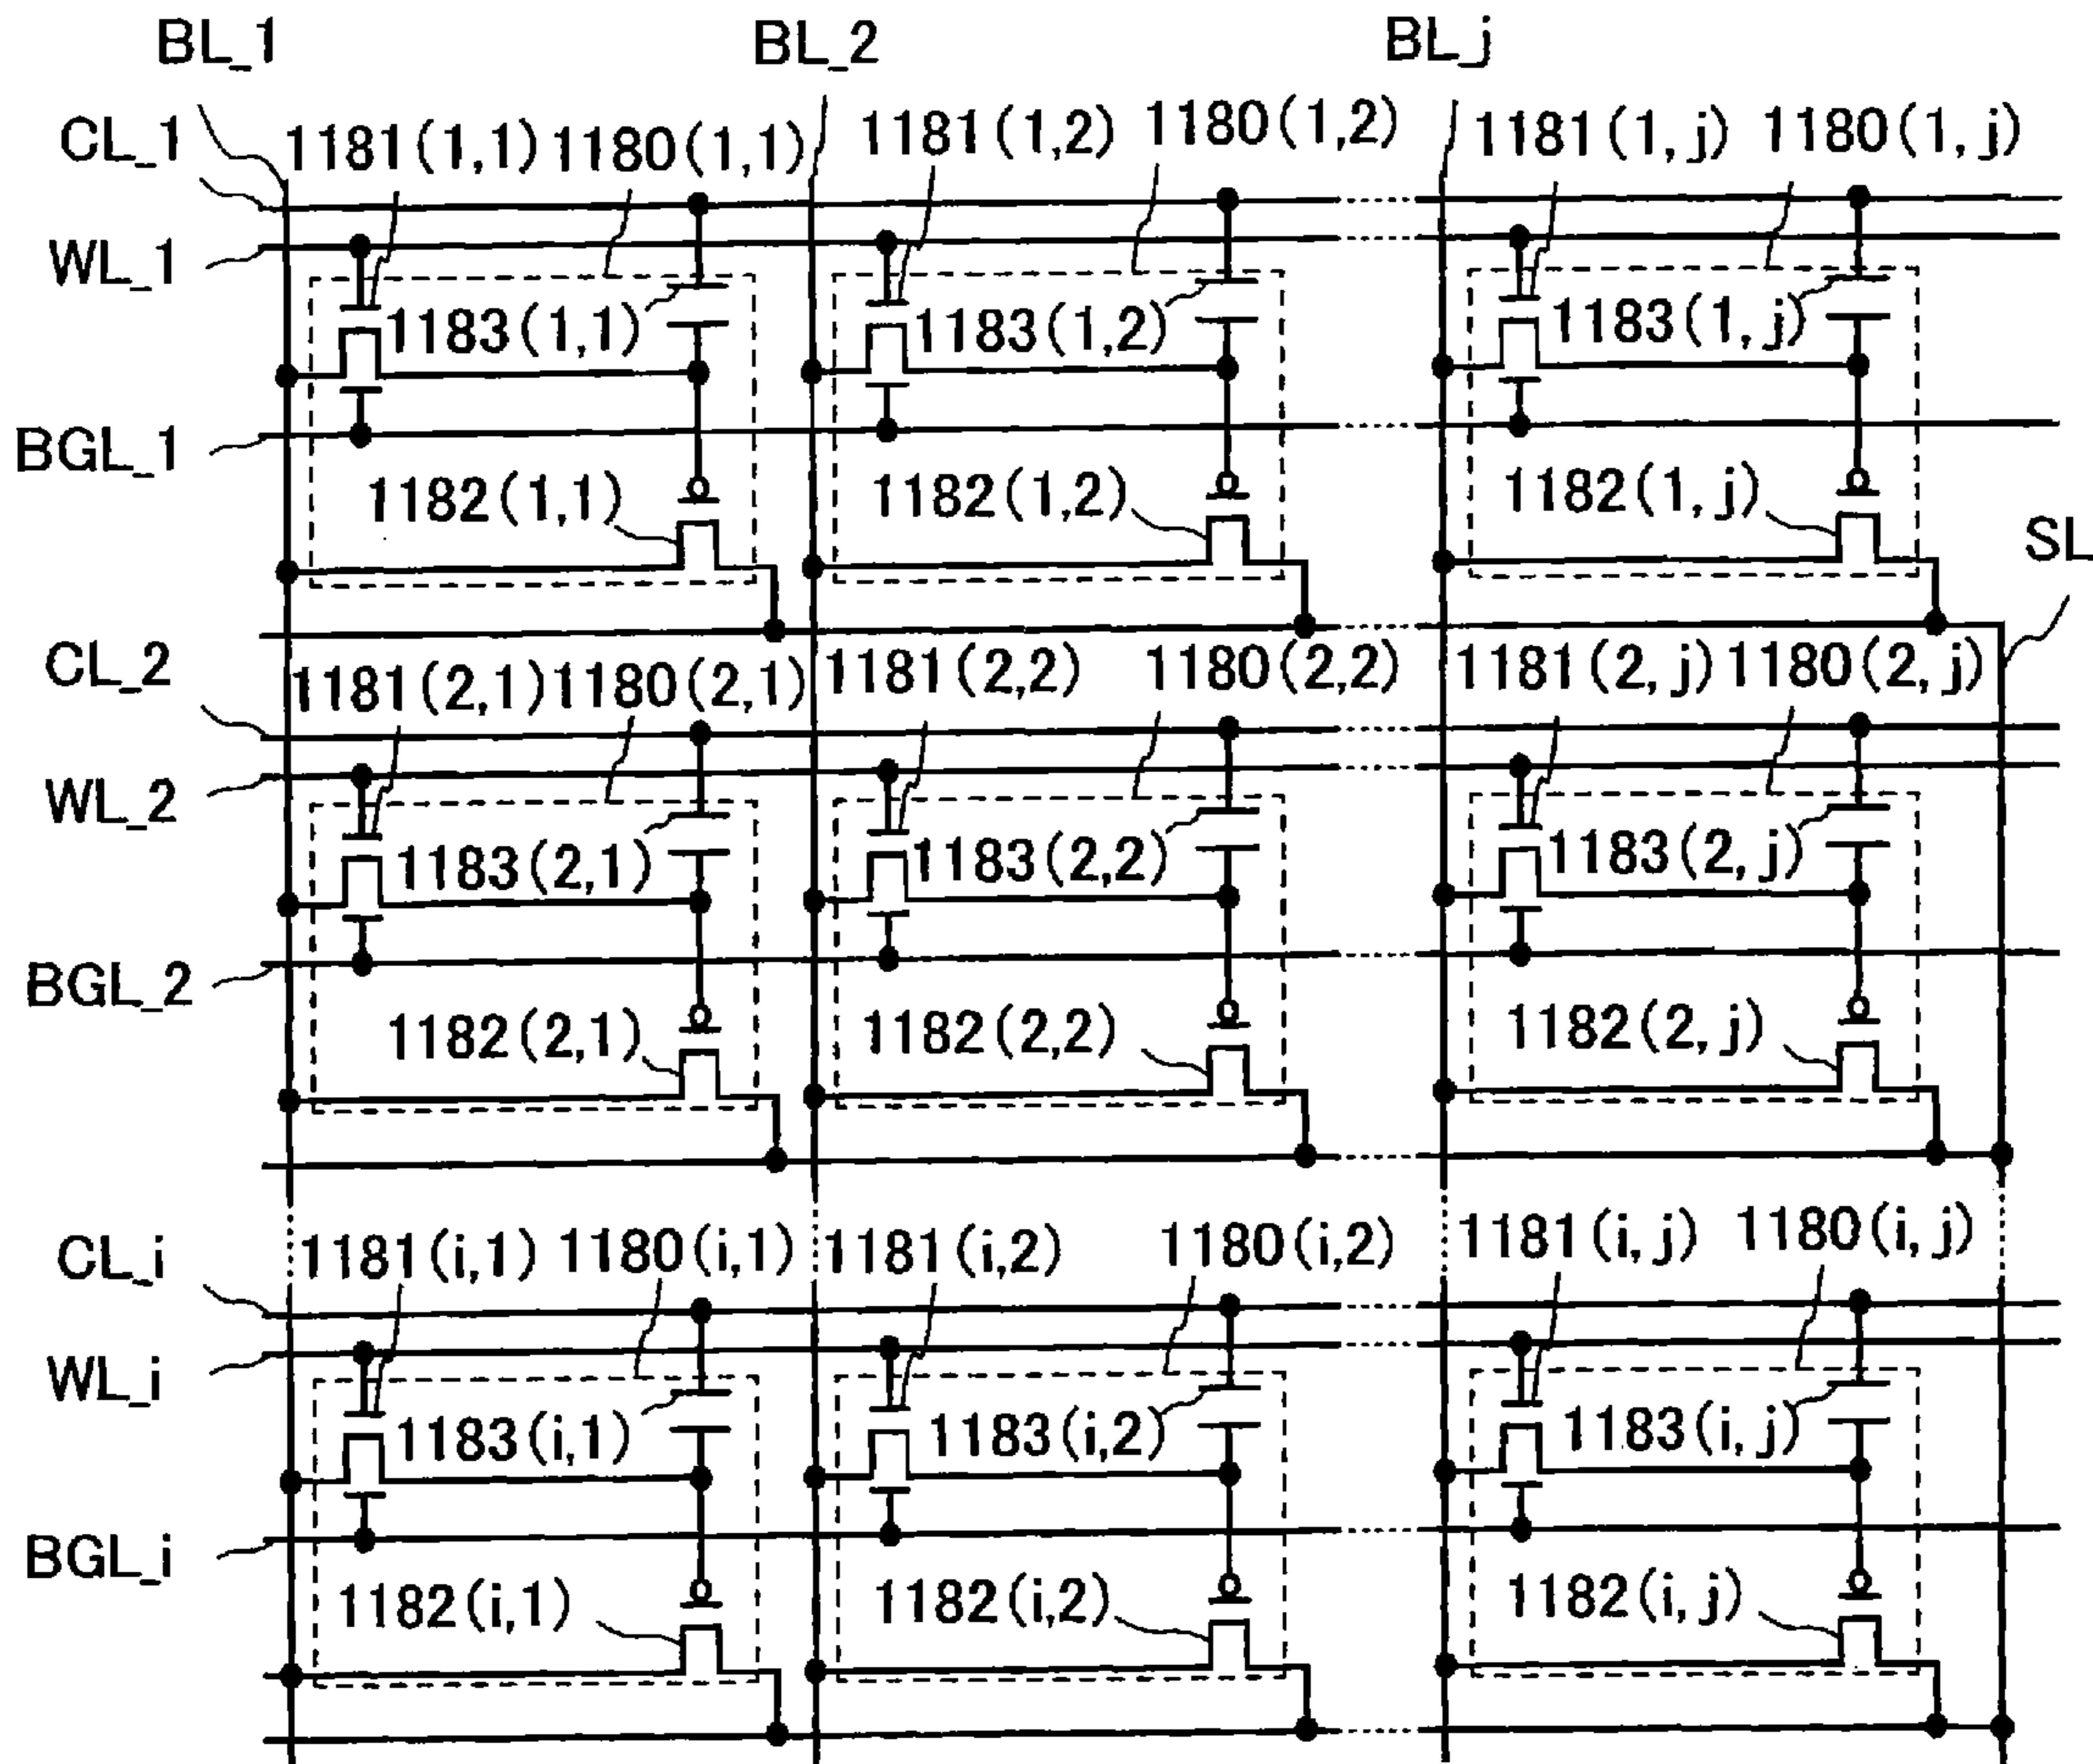 BL_1 BL_2 BL_j
CL_1 1181(1,1) 1180(1,1) 1181(1,2) 1180(1,2) 1181(1,j) 1180(1,j)
WL_1
1183(1,1) 1183(1,2) 1183(1,j)
BGL_1
1182(1,1) 1182(1,2) 1182(1,j)
SL
CL_2 1181(2,1) 1180(2,1) 1181(2,2) 1180(2,2) 1181(2,j) 1180(2,j)
WL_2
1183(2,1) 1183(2,2) 1183(2,j)
BGL_2
1182(2,1) 1182(2,2) 1182(2,j)
CL_i 1181(i,1) 1180(i,1) 1181(i,2) 1180(i,2) 1181(i,j) 1180(i,j)
WL_i
1183(i,1) 1183(i,2) 1183(i,j)
BGL_i
1182(i,1) 1182(i,2) 1182(i,j)